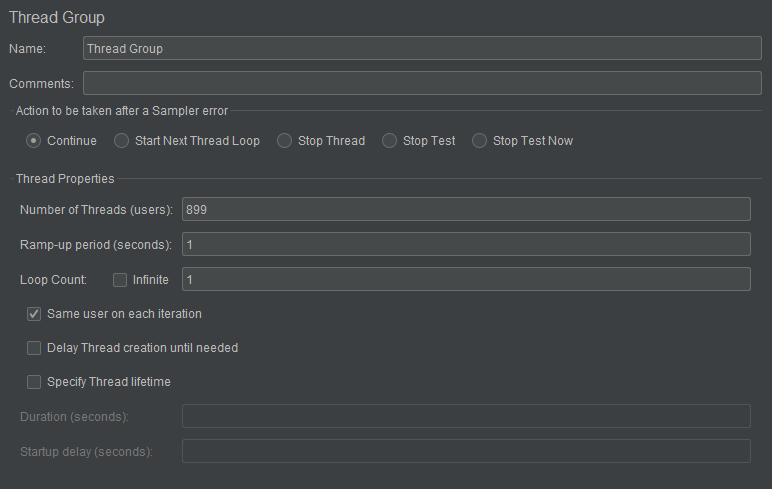 Thread Group
Name: Thread Group
Comments:
Action to be taken after a Sampler error
Continue Start Next Thread Loop Stop Thread Stop Test Stop Test Now
Thread Properties
Number of Threads (users): 899
Ramp-up period (seconds): 1
Loop Count: Infinite 1
Same user on each iteration
Delay Thread creation until needed
Specify Thread lifetime
Duration (seconds):
Startup delay (seconds):